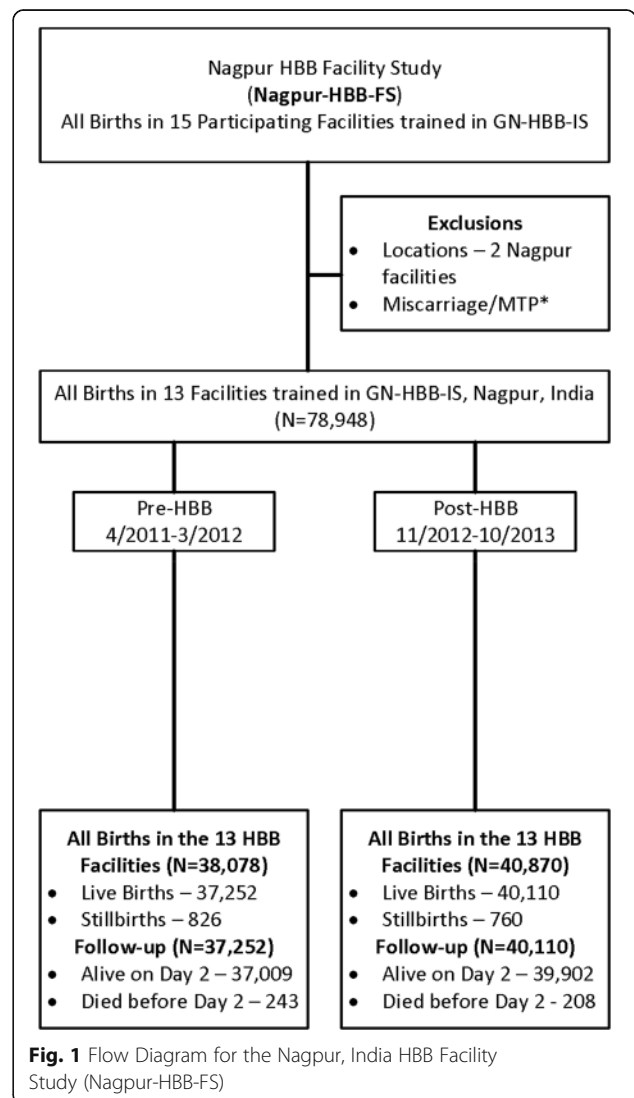 Nagpur HBB Facility Study
(Nagpur-HBB-FS)
All Births in 15 Participating Facilities trained in GN-HBB-IS
Exclusions
• Locations – 2 Nagpur
facilities
• Miscarriage/MTP*
All Births in 13 Facilities trained in GN-HBB-IS, Nagpur, India
(N=78,948)
Pre-HBB
4/2011-3/2012
Post-HBB
11/2012-10/2013
All Births in the 13 HBB
Facilities (N=38,078)
• Live Births – 37,252
• Stillbirths – 826
Follow-up (N=37,252)
• Alive on Day 2 – 37,009
• Died before Day 2 – 243
All Births in the 13 HBB
Facilities (N=40,870)
• Live Births – 40,110
• Stillbirths – 760
Follow-up (N=40,110)
• Alive on Day 2 – 39,902
• Died before Day 2 - 208
Fig. 1 Flow Diagram for the Nagpur, India HBB Facility
Study (Nagpur-HBB-FS)